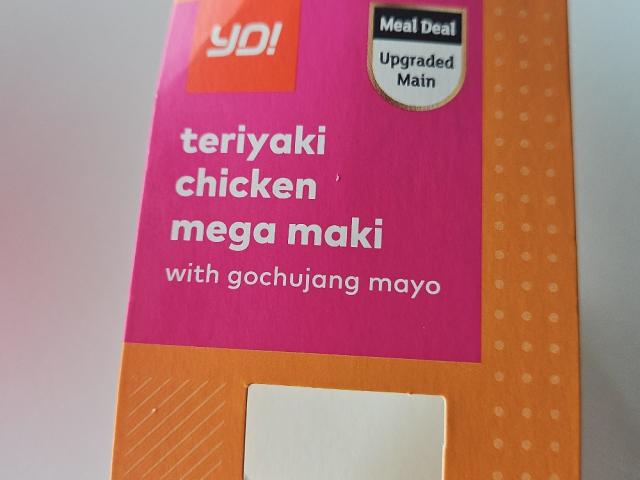 YO!
Meal Deal
Upgraded
Main
teriyaki
chicken
mega maki
with gochujang mayo